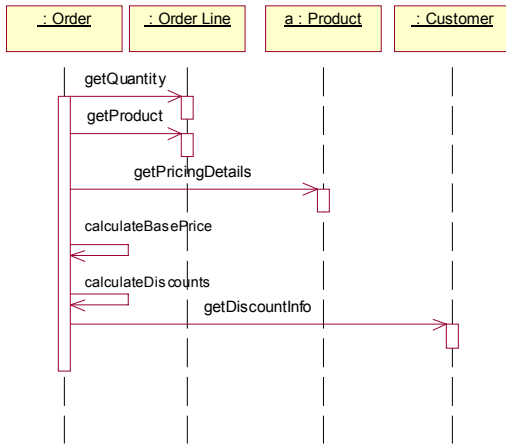 : Order
: Order Line
a : Product
: Customer
getQuantity
getProduct
getPricingDetails
calculateBasePrice
calculateDiscounts
getDiscountInfo